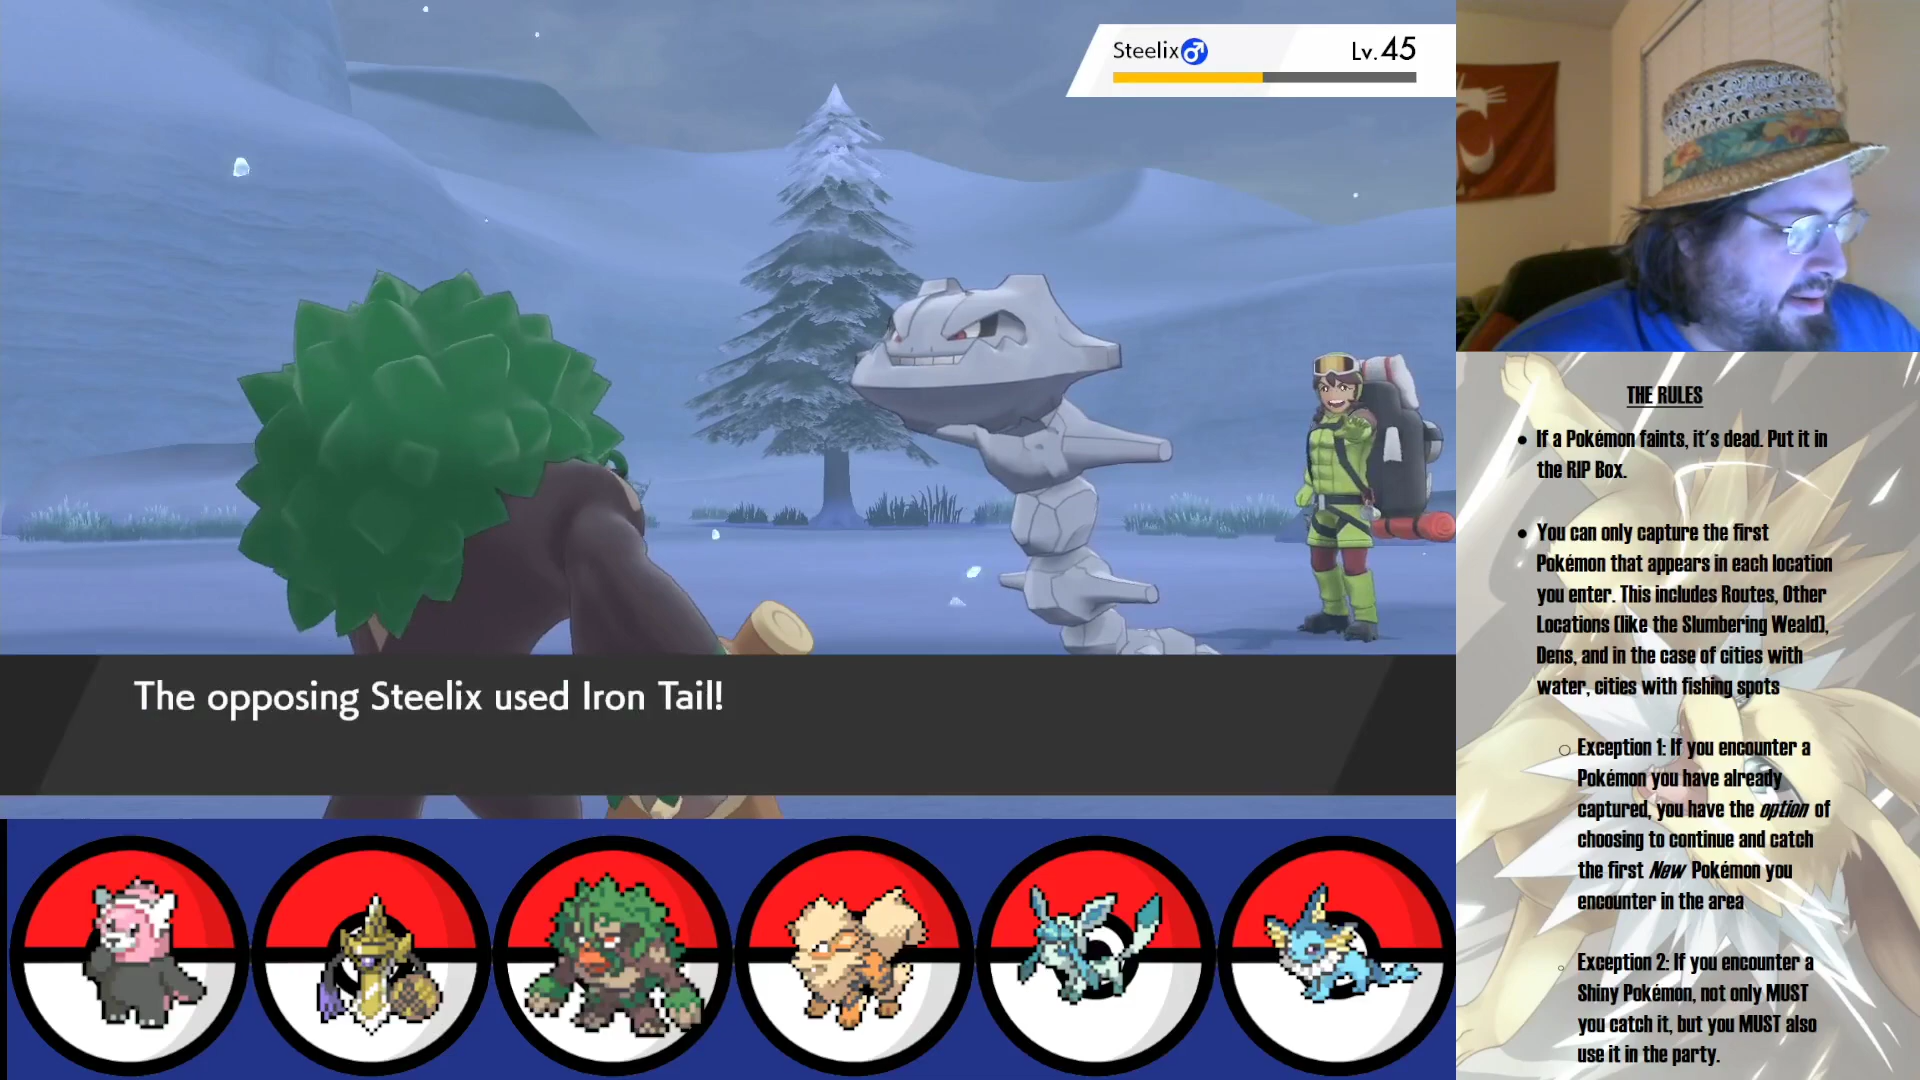 Steelix♂ Lv.45
The opposing Steelix used Iron Tail!
THE RULES
• If a Pokémon faints, it's dead. Put it in
the RIP Box.
• You can only capture the first
Pokémon that appears in each location
you enter. This includes Routes, Other
Locations (like the Slumbering Weald),
Dens, and in the case of cities with
water, cities with fishing spots
○ Exception 1: If you encounter a
Pokémon you have already
captured, you have the option of
choosing to continue and catch
the first New Pokémon you
encounter in the area
○ Exception 2: If you encounter a
Shiny Pokémon, not only MUST
you catch it, but you MUST also
use it in the party.